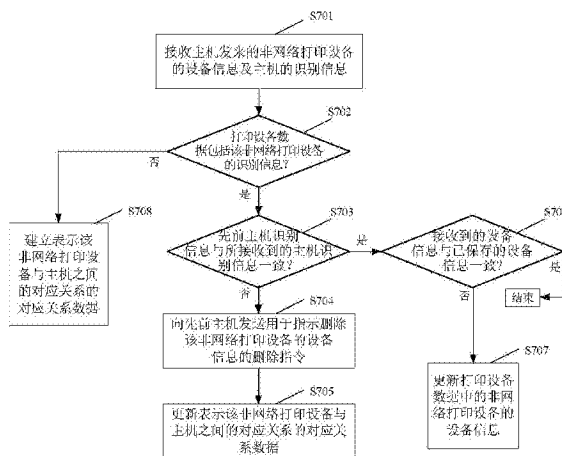 S701
接收主机发来的非网络打印设备
的设备信息及主机的识别信息
S702
打印设备数
据包括该非网络打印设备
的识别信息？
否
是
S708
建立表示该
非网络打印设
备与主机之间
的对应关系的
对应关系数据
S703
先前主机识别
信息与所接收到的主机识
别信息一致？
是
否
S70
接收到的设备
信息与已保存的设备
信息一致？
是
否
结束
S704
向先前主机发送用于指示删除
该非网络打印设备的设备
信息的删除指令
S705
更新表示该非网络打印设备与
主机之间的对应关系的对应关
系数据
S707
更新打印设备
数据中的非网
络打印设备的
设备信息